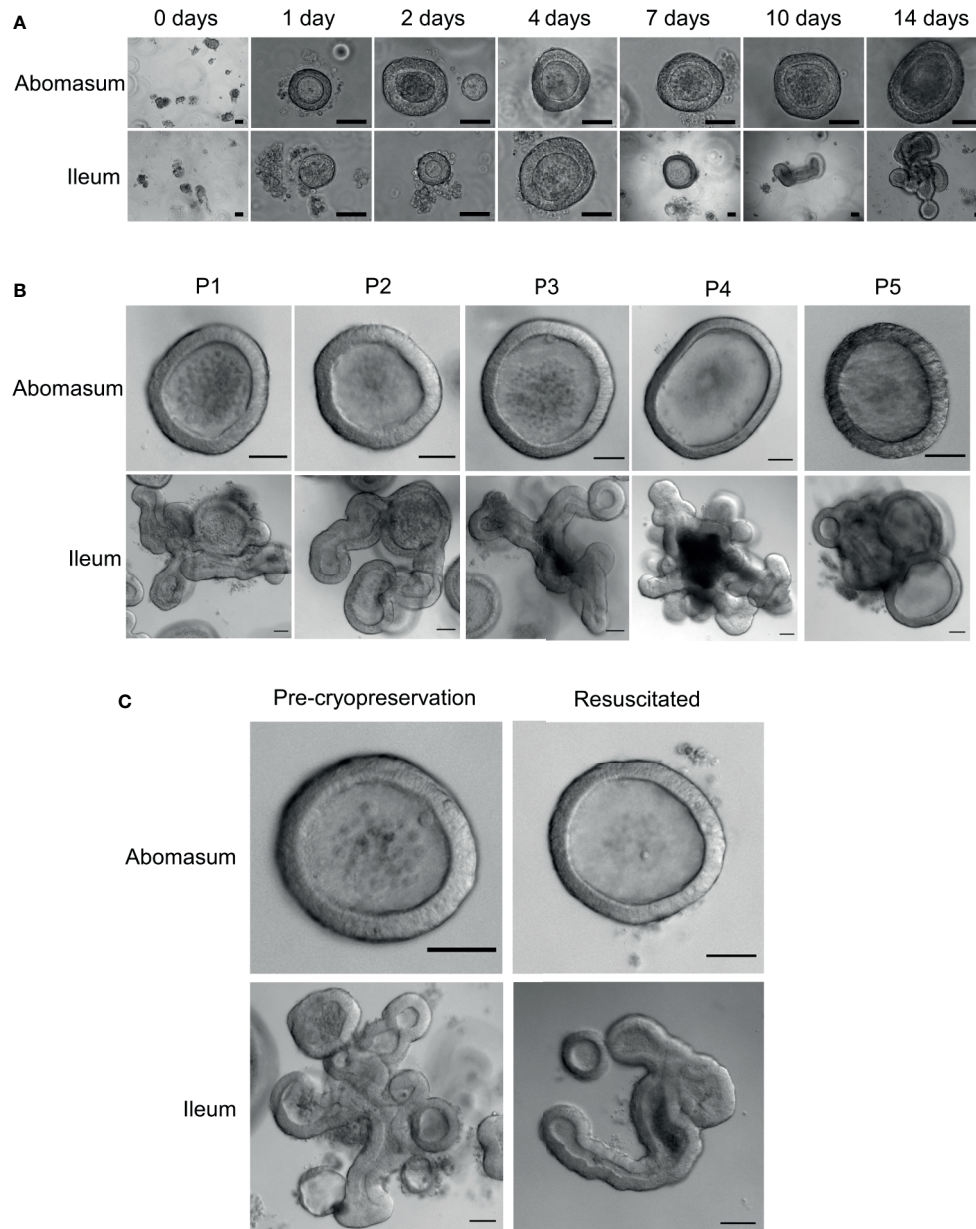 A
0 days 1 day 2 days 4 days 7 days 10 days 14 days
Abomasum
Ileum
B
P1 P2 P3 P4 P5
Abomasum
Ileum
C
Pre-cryopreservation Resuscitated
Abomasum
Ileum